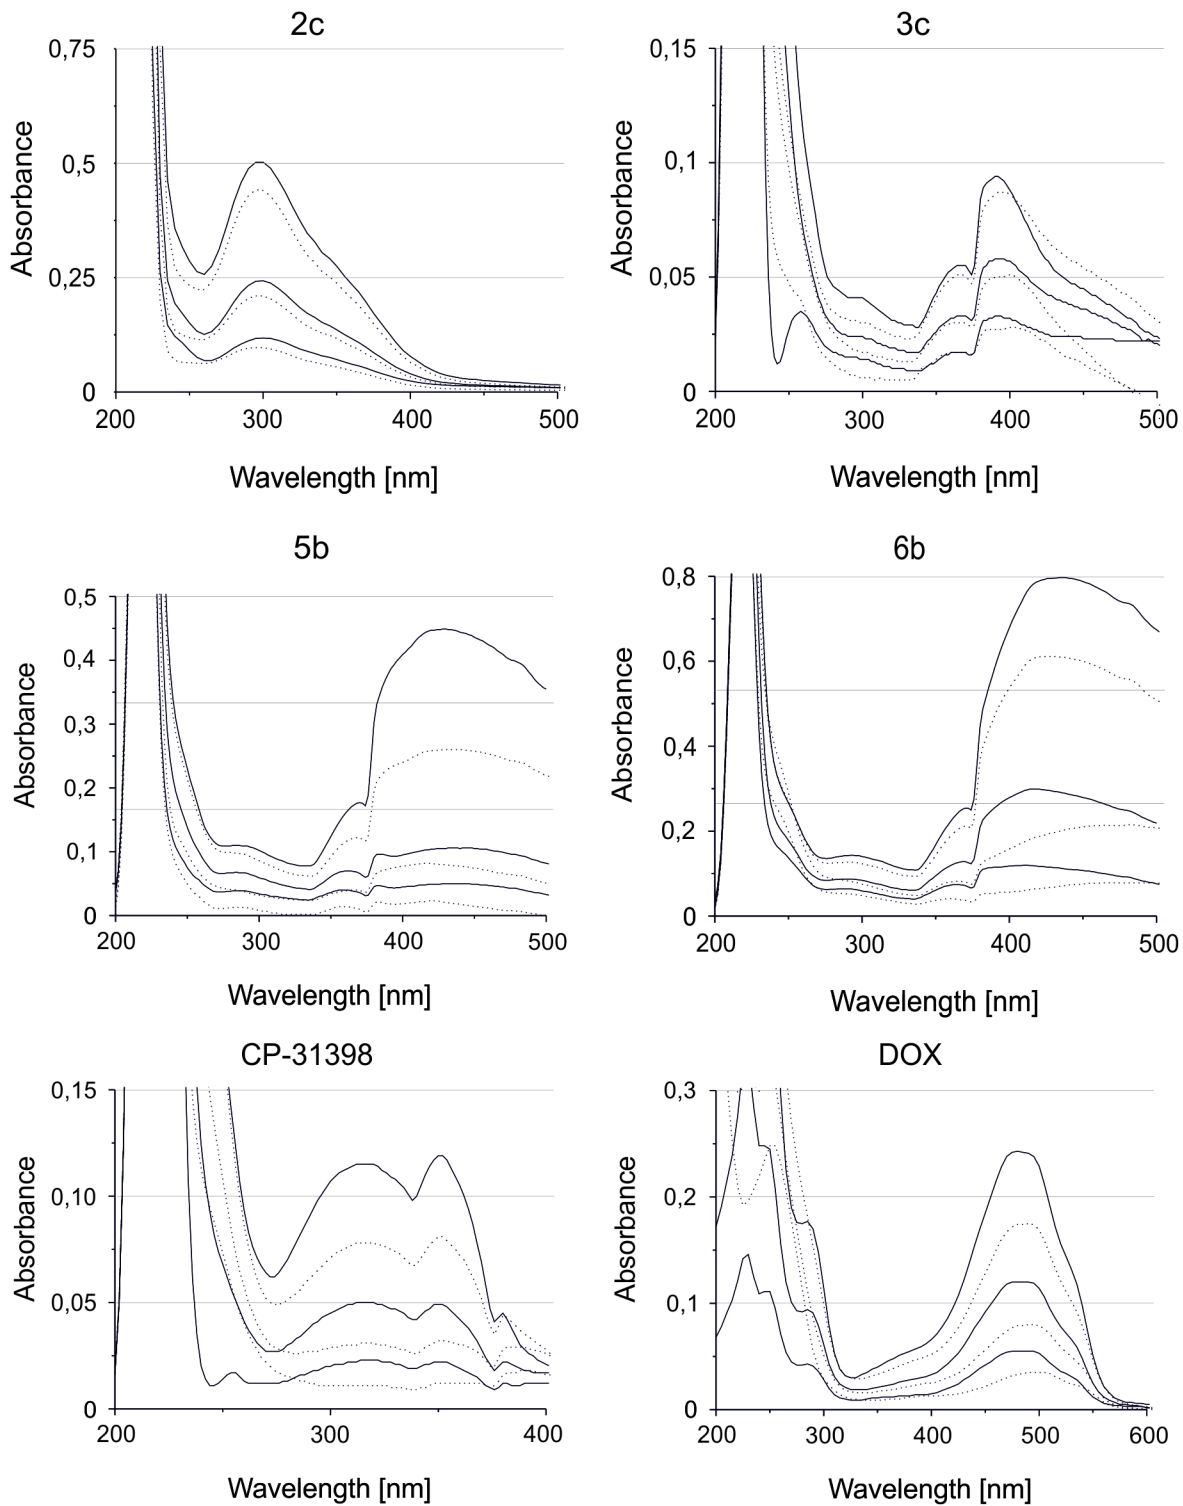 2c
0,75
0,5
0,25
0
Absorbance
200 300 400 500
Wavelength [nm]
3c
0,15
0,1
0,05
0
Absorbance
200 300 400 500
Wavelength [nm]
5b
0,5
0,4
0,3
0,2
0,1
0
Absorbance
200 300 400 500
Wavelength [nm]
6b
0,8
0,6
0,4
0,2
0
Absorbance
200 300 400 500
Wavelength [nm]
CP-31398
0,15
0,10
0,05
0
Absorbance
200 300 400
Wavelength [nm]
DOX
0,3
0,2
0,1
0
Absorbance
200 300 400 500 600
Wavelength [nm]